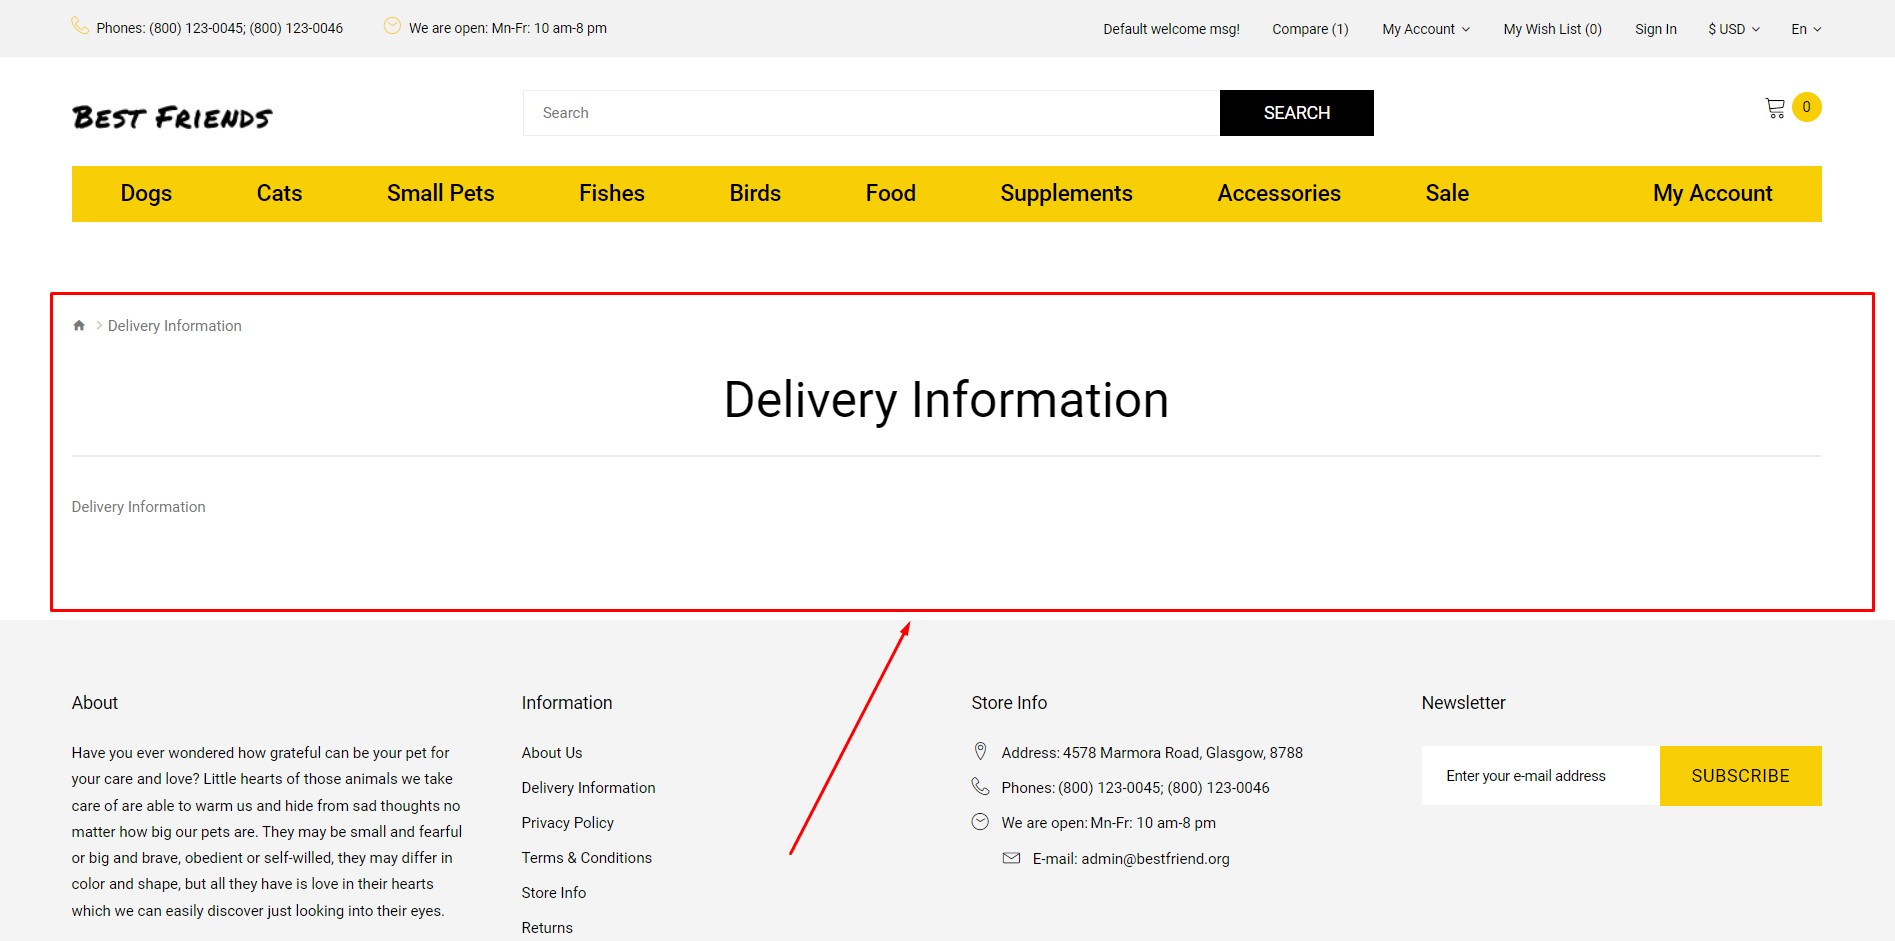 Phones: (800) 123-0045; (800) 123-0046
We are open: Mn-Fr: 10 am-8 pm
Default welcome msg!
Compare (1)
My Account
My Wish List (0)
Sign In
$ USD
En
BEST FRIENDS
Search
SEARCH
0
Dogs
Cats
Small Pets
Fishes
Birds
Food
Supplements
Accessories
Sale
My Account
Delivery Information
Delivery Information
Delivery Information
About
Have you ever wondered how grateful can be your pet for
your care and love? Little hearts of those animals we take
care of are able to warm us and hide from sad thoughts no
matter how big our pets are. They may be small and fearful
or big and brave, obedient or self-willed, they may differ in
color and shape, but all they have is love in their hearts
which we can easily discover just looking into their eyes.
Information
About Us
Delivery Information
Privacy Policy
Terms & Conditions
Store Info
Returns
Store Info
Address: 4578 Marmora Road, Glasgow, 8788
Phones: (800) 123-0045; (800) 123-0046
We are open: Mn-Fr: 10 am-8 pm
E-mail: admin@bestfriend.org
Newsletter
Enter your e-mail address
SUBSCRIBE